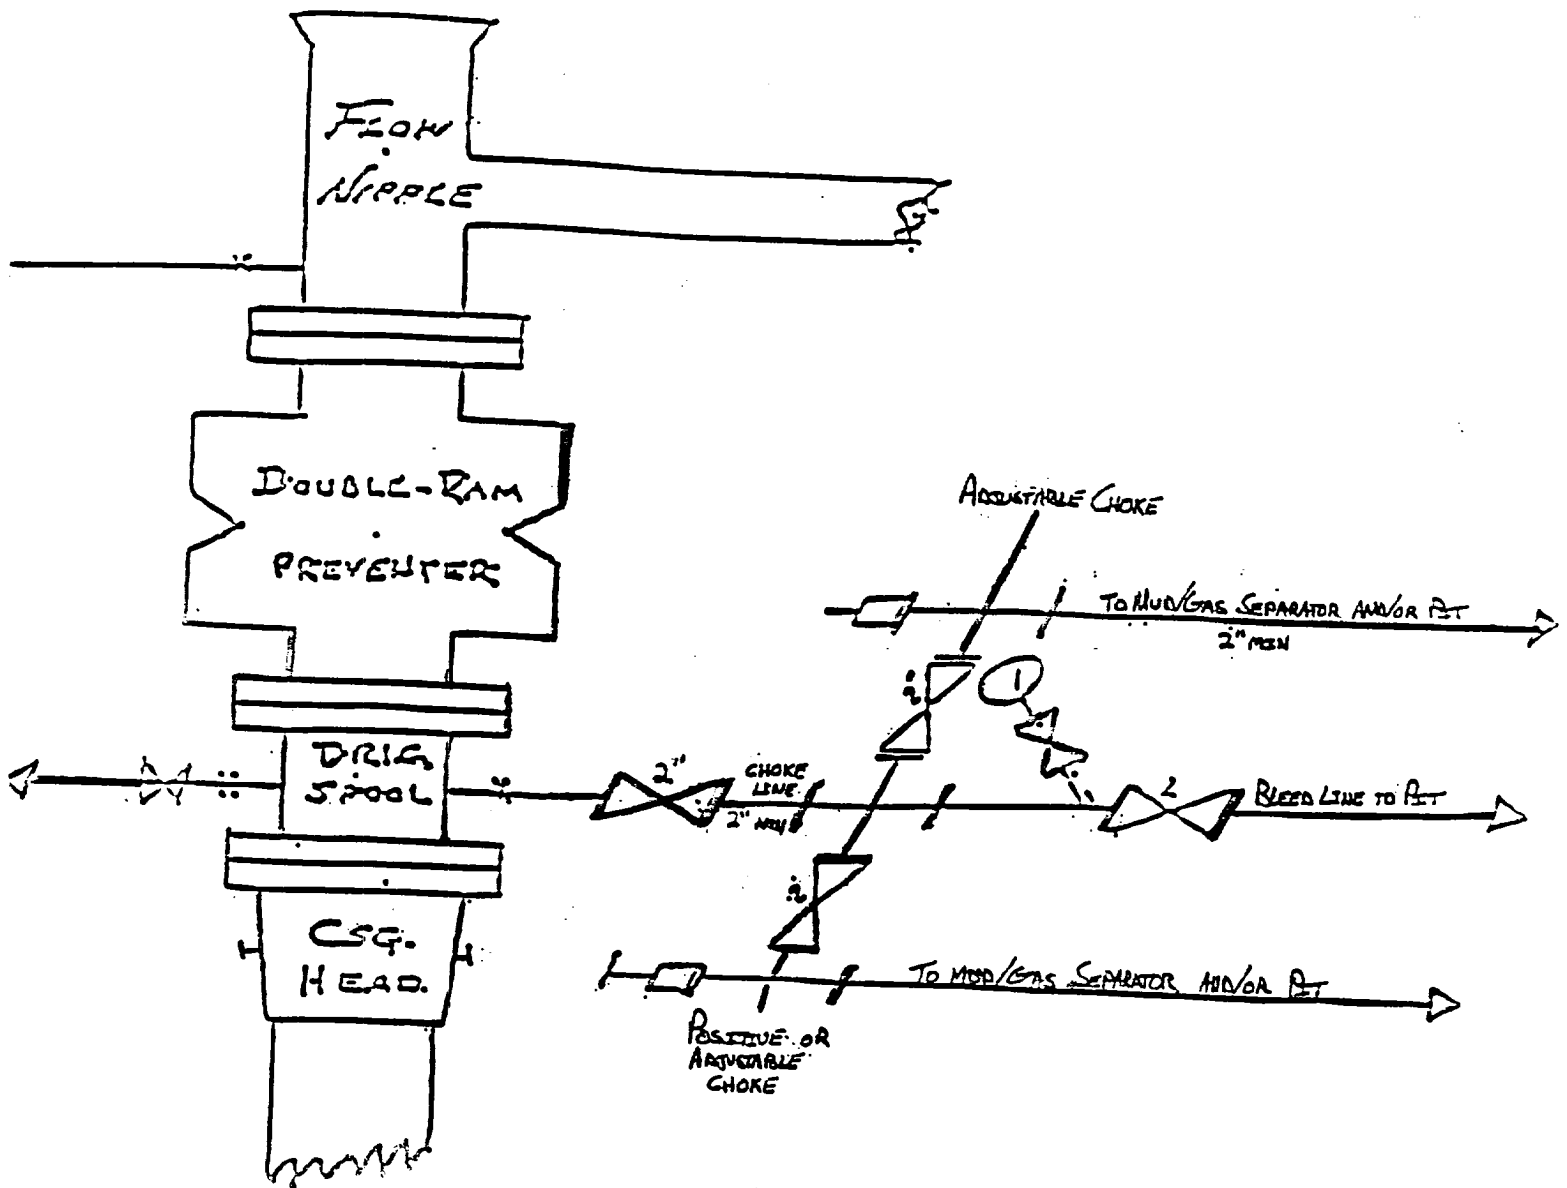 FLOW
NIPPLE
DOUBLE-RAM
PREVENTER
ADJUSTABLE CHOKE
TO MUD/GAS SEPARATOR AND/OR PIT
2" MIN
2
1
DRLG
SPOOL
2"
CHOKE
LINE
2" MIN
2
BLEED LINE TO PIT
2
CSG.
HEAD.
TO MUD/GAS SEPARATOR AND/OR PIT
POSITIVE OR
ADJUSTABLE
CHOKE